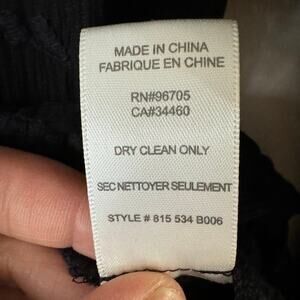 MADE IN CHINA
FABRIQUE EN CHINE
RN#96705
CA#34460
DRY CLEAN ONLY
SEC NETTOYER SEULEMENT
STYLE # 815 534 B006